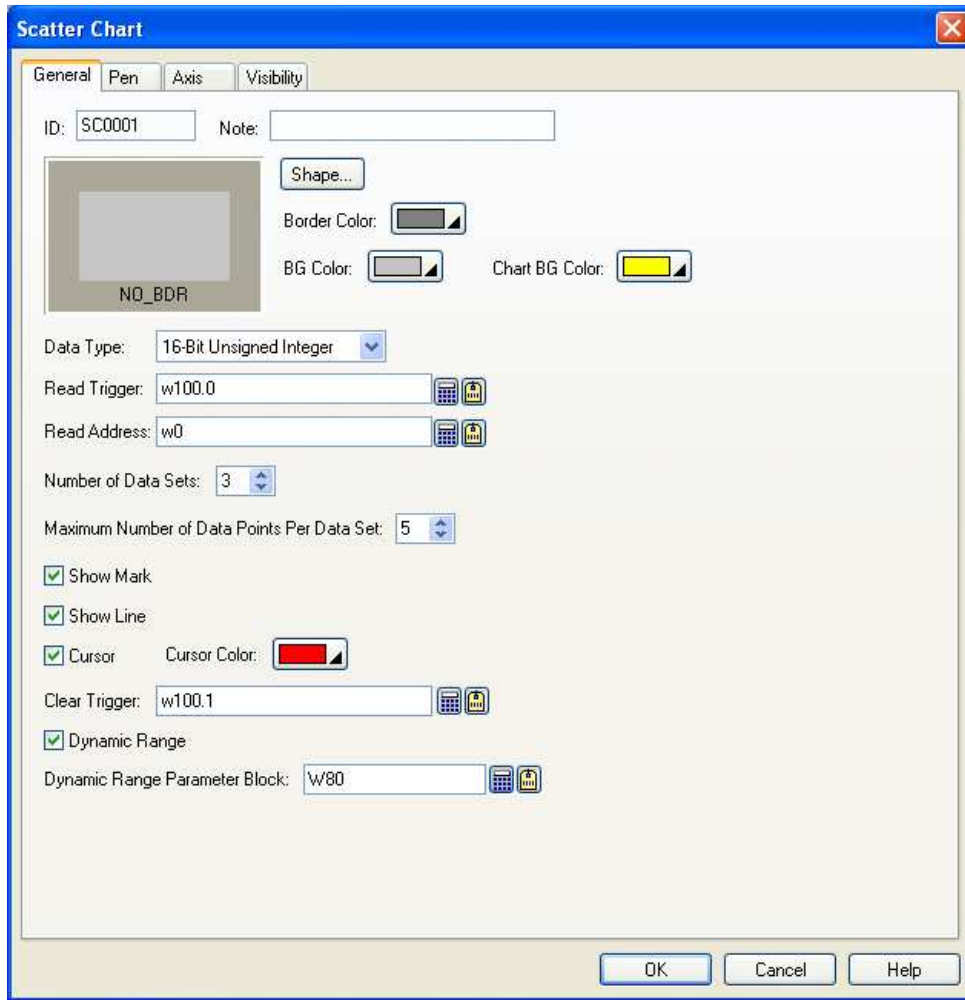 Scatter Chart
General Pen Axis Visibility
ID: SC0001 Note:
Shape...
Border Color:
BG Color: Chart BG Color:
NO_BDR
Data Type: 16-Bit Unsigned Integer
Read Trigger: w100.0
Read Address: w0
Number of Data Sets: 3
Maximum Number of Data Points Per Data Set: 5
Show Mark
Show Line
Cursor Cursor Color:
Clear Trigger: w100.1
Dynamic Range
Dynamic Range Parameter Block: W80
OK Cancel Help